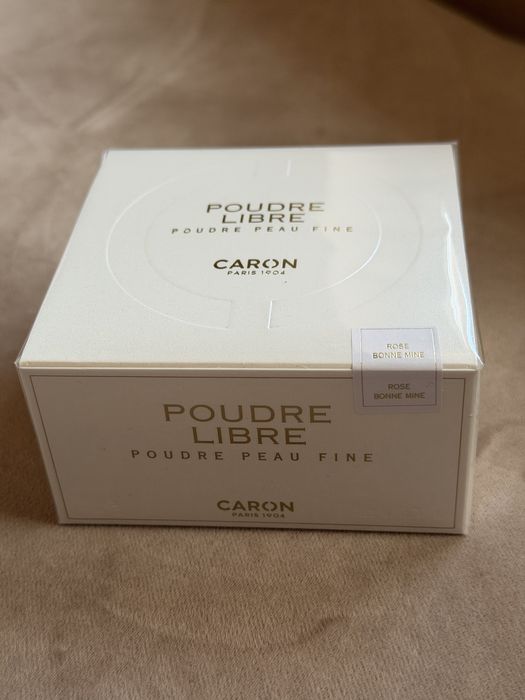 POUDRE
LIBRE
POUDRE PEAU FINE
CARON
PARIS 1904
ROSE
BONNE MINE
ROSE
BONNE MINE
POUDRE
LIBRE
POUDRE PEAU FINE
CARON
PARIS 1904